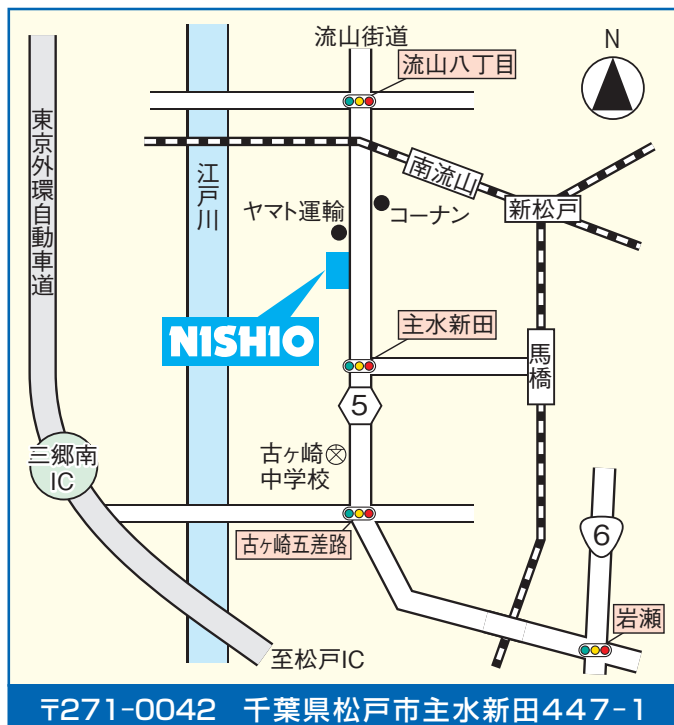 流山街道
N
流山八丁目
東京外環自動車道
江戸川
南流山
新松戸
ヤマト運輸
コーナン
NISHIO
主水新田
馬橋
5
古ヶ崎
中学校
文
三郷南
IC
古ヶ崎五差路
6
岩瀬
至松戸IC
〒271-0042 千葉県松戸市主水新田447-1